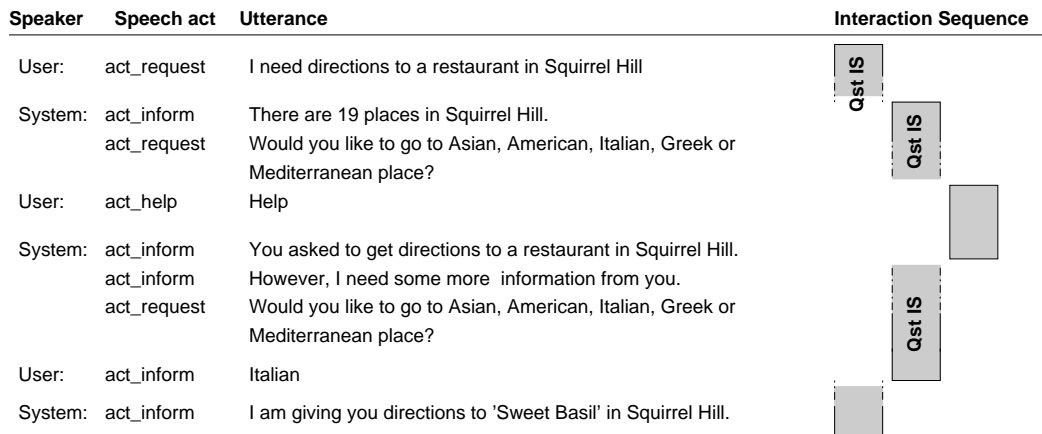 Speaker Speech act Utterance Interaction Sequence
User: act_request I need directions to a restaurant in Squirrel Hill
Qst IS
System: act_inform There are 19 places in Squirrel Hill.
act_request Would you like to go to Asian, American, Italian, Greek or
Mediterranean place?
Qst IS
User: act_help Help
System: act_inform You asked to get directions to a restaurant in Squirrel Hill.
act_inform However, I need some more information from you.
act_request Would you like to go to Asian, American, Italian, Greek or
Mediterranean place?
Qst IS
User: act_inform Italian
System: act_inform I am giving you directions to ’Sweet Basil’ in Squirrel Hill.